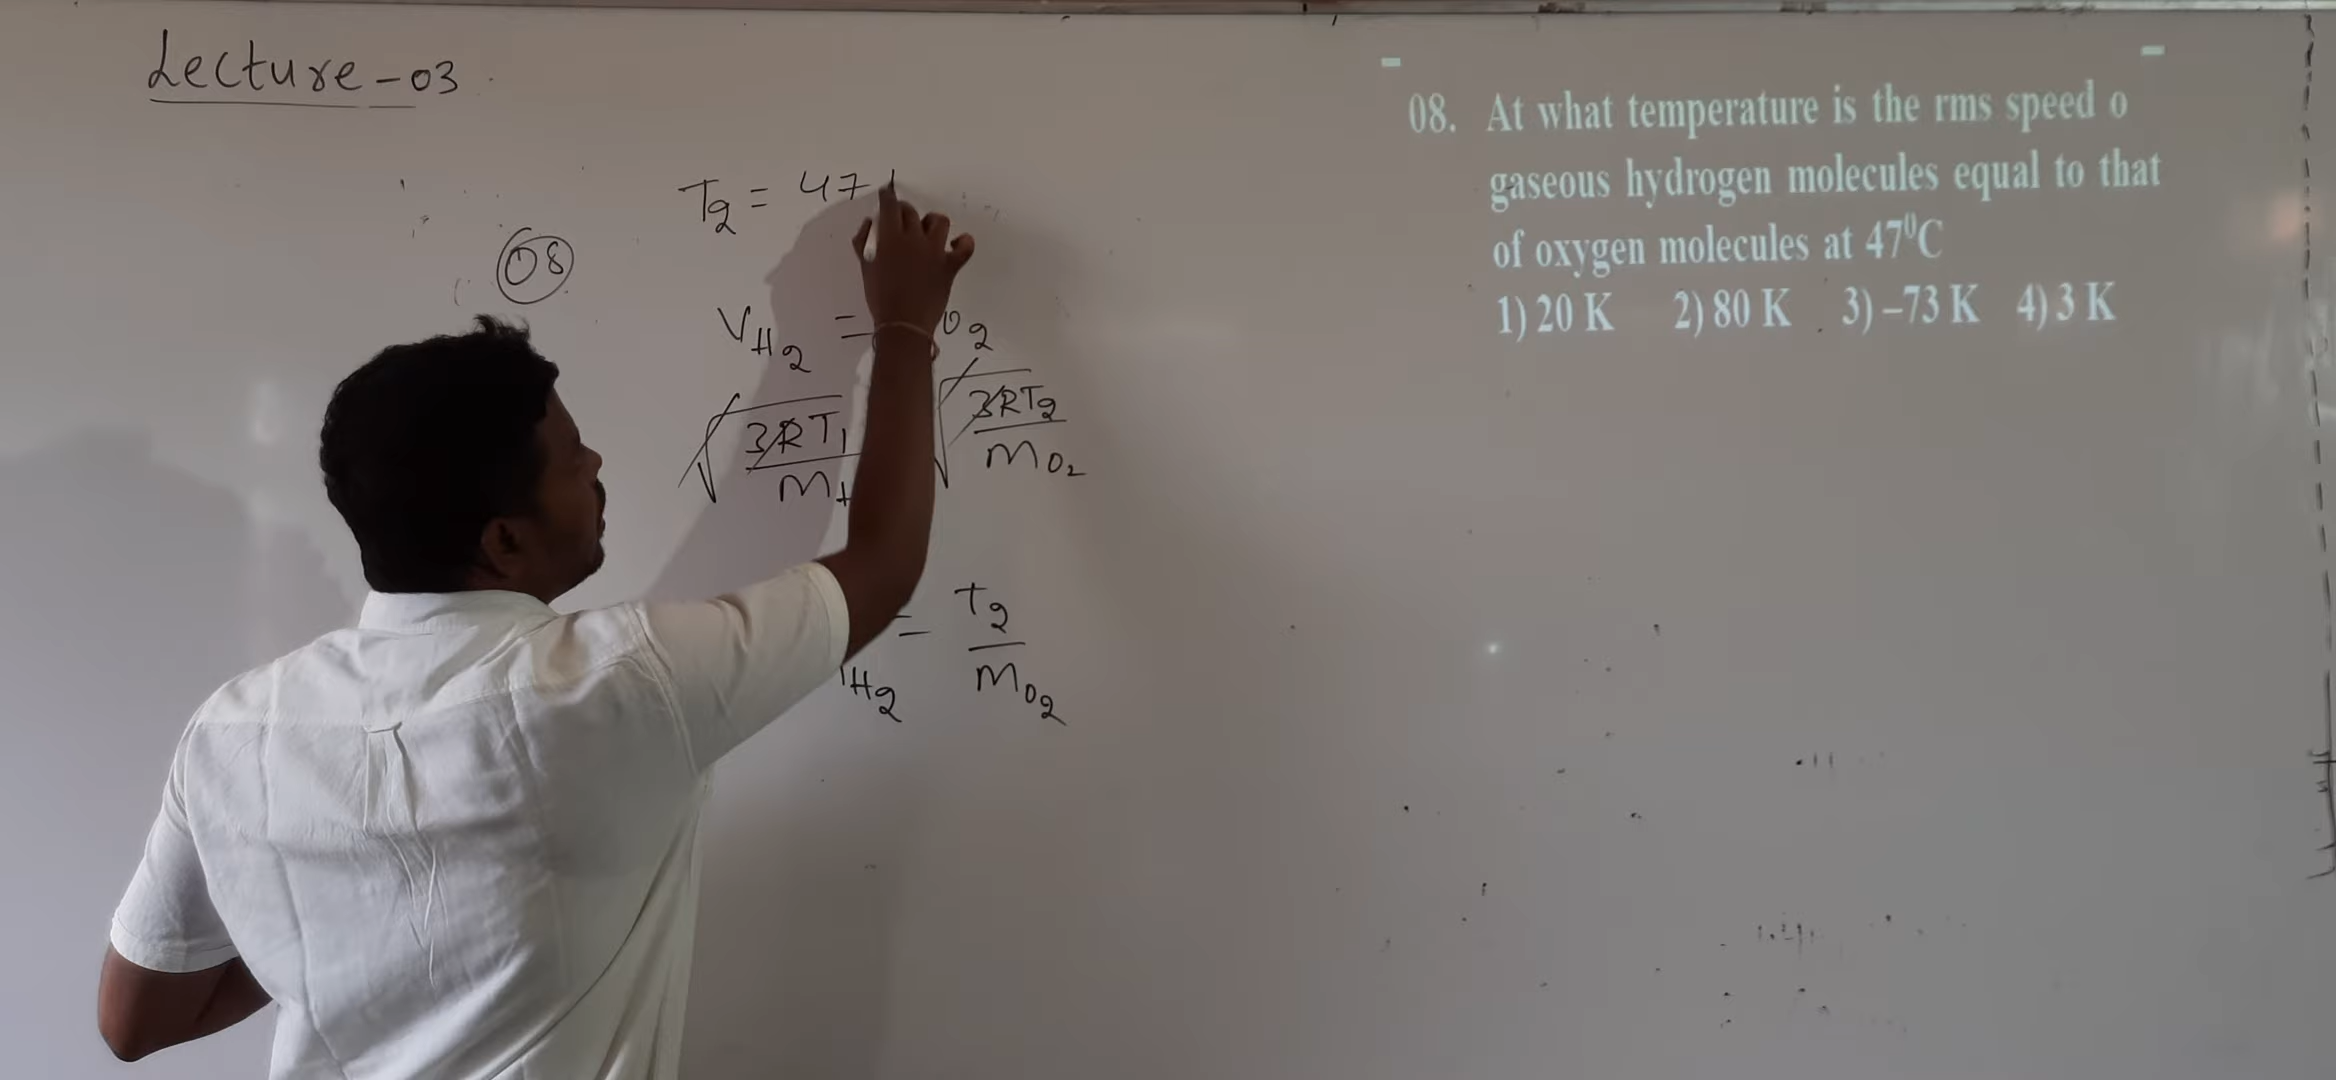 Lecture - 03
T2 = 47
08
VH2 = O2
3RT1 3RT2
M MO2
= T2
H2 MO2
08. At what temperature is the rms speed o
gaseous hydrogen molecules equal to that
of oxygen molecules at 47⁰C
1) 20 K 2) 80 K 3) –73 K 4) 3 K